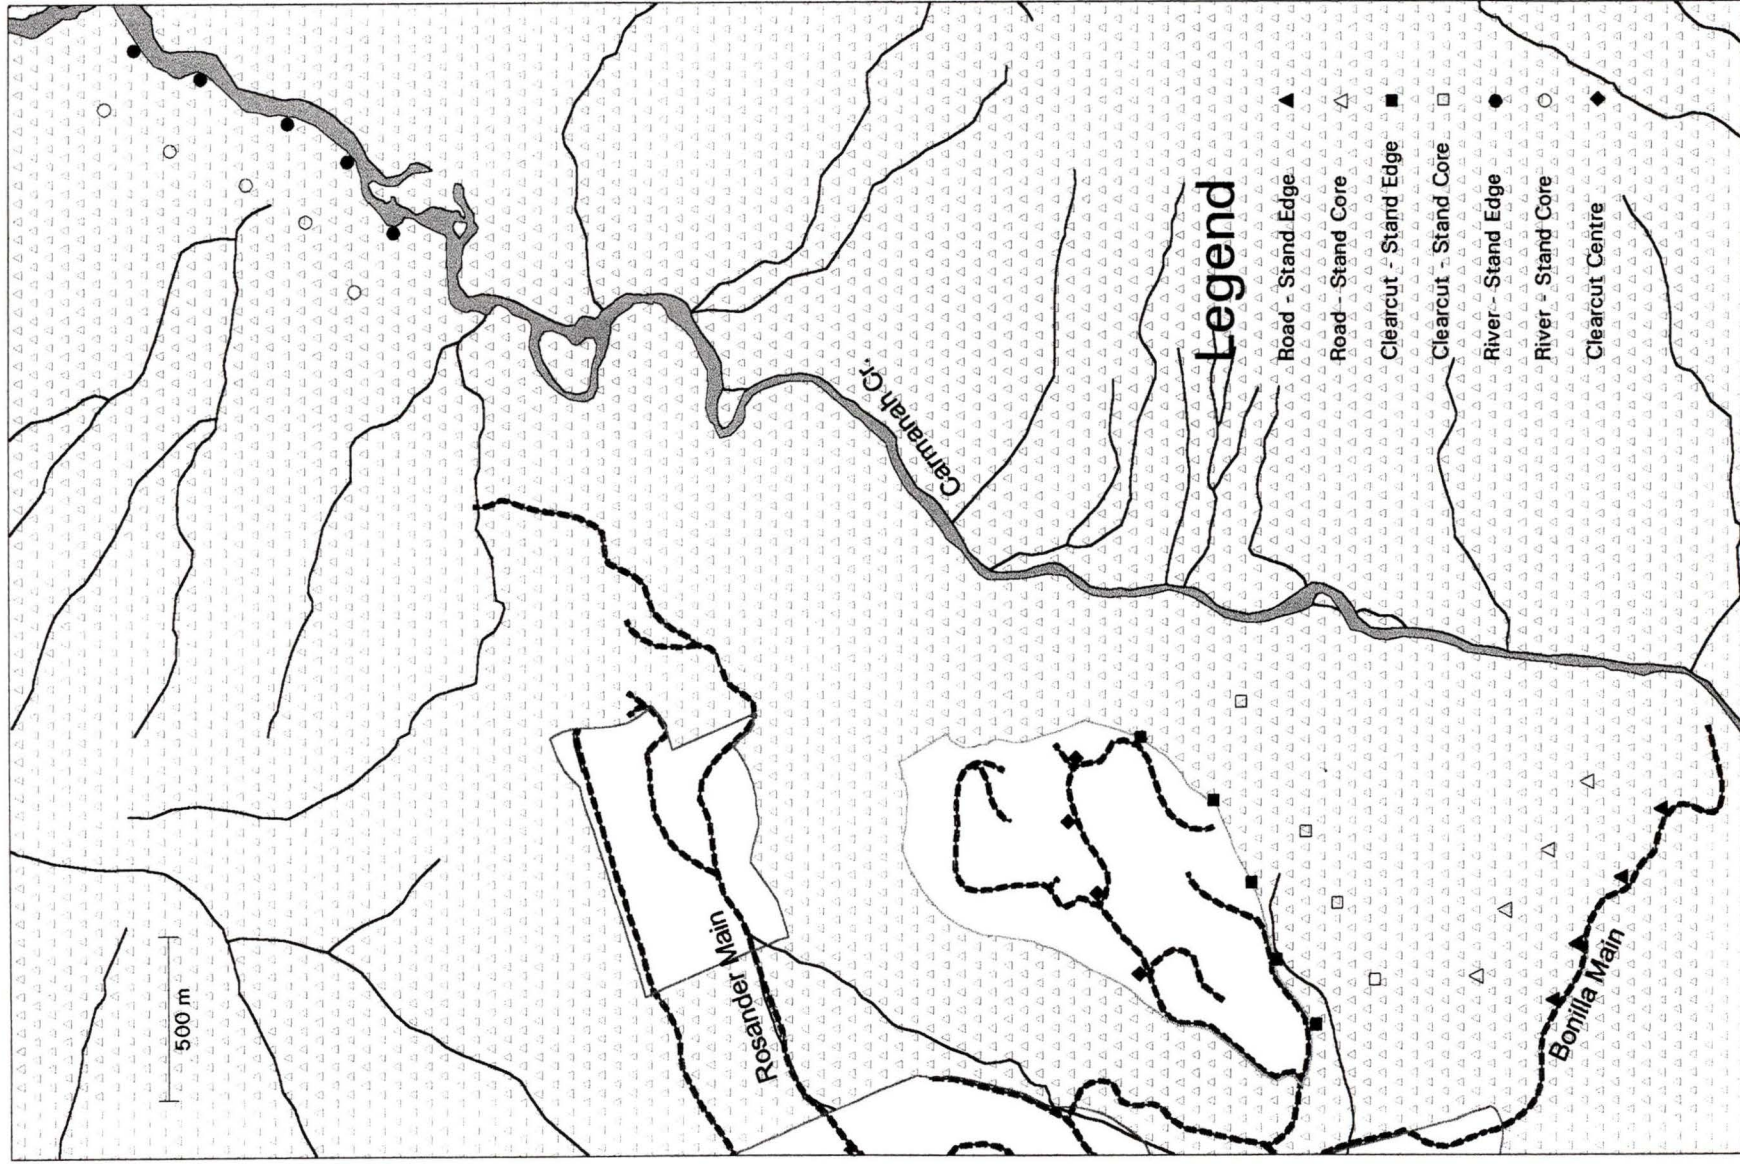 Legend
Road - Stand Edge
Road - Stand Core
Clearcut - Stand Edge
Clearcut - Stand Core
River - Stand Edge
River - Stand Core
Clearcut Centre
Carmanah Cr.
Rosander Main
Bonilla Main
500 m